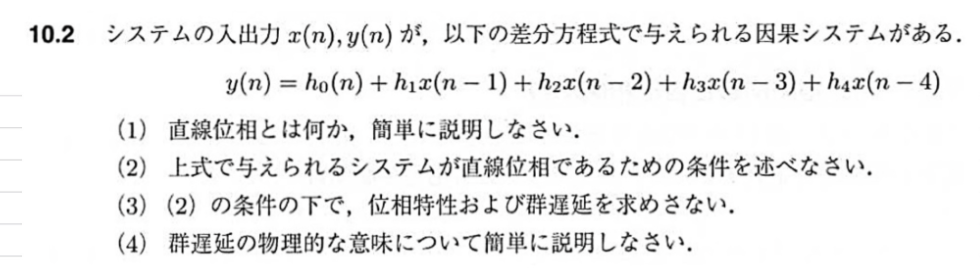 10.2 システムの入出力 x(n), y(n) が，以下の差分方程式で与えられる因果システムがある．
y(n) = h₀(n) + h₁x(n − 1) + h₂x(n − 2) + h₃x(n − 3) + h₄x(n − 4)
(1) 直線位相とは何か，簡単に説明しなさい．
(2) 上式で与えられるシステムが直線位相であるための条件を述べなさい．
(3) (2) の条件の下で，位相特性および群遅延を求めさない．
(4) 群遅延の物理的な意味について簡単に説明しなさい．